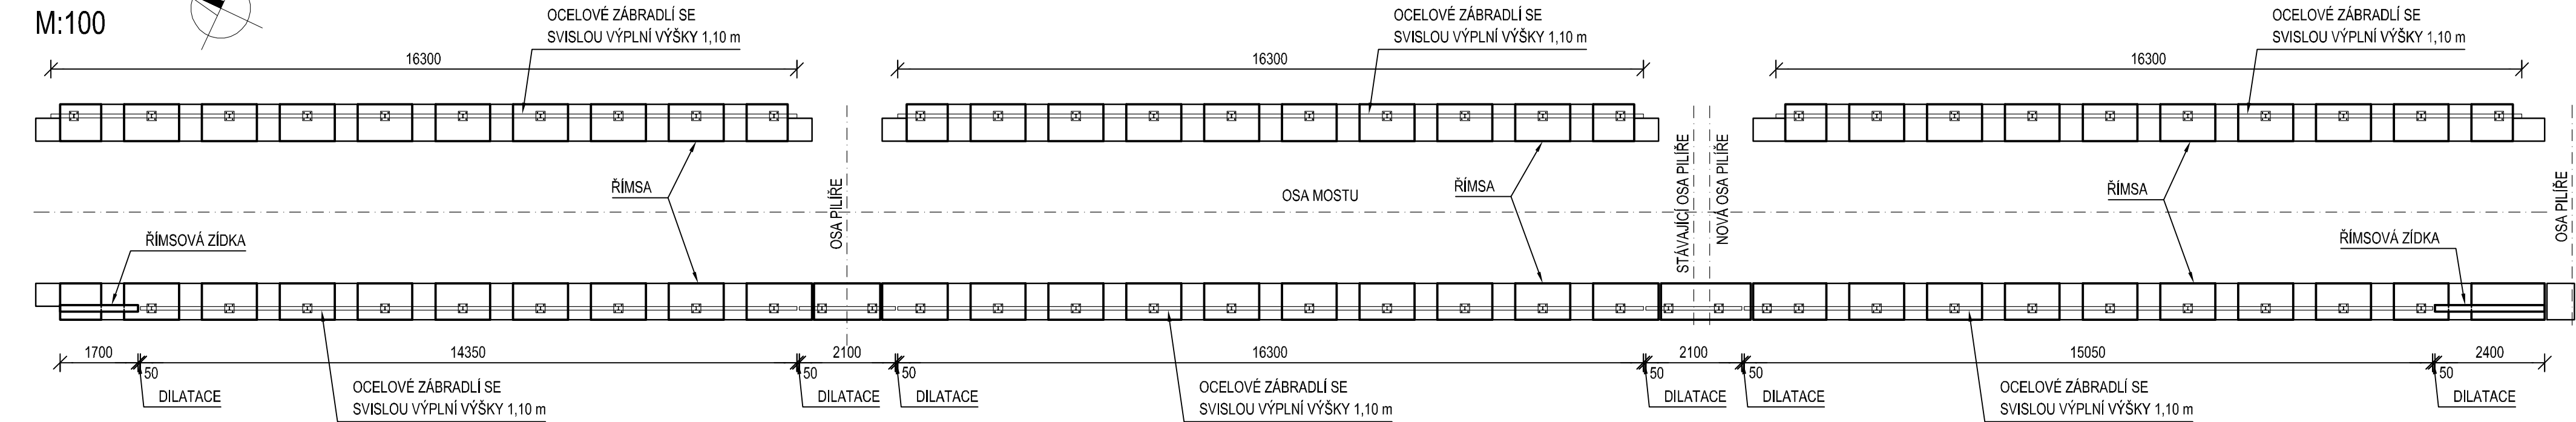 M:100
OCELOVÉ ZÁBRADLÍ SE
SVISLOU VÝPLNÍ VÝŠKY 1,10 m
OCELOVÉ ZÁBRADLÍ SE
SVISLOU VÝPLNÍ VÝŠKY 1,10 m
OCELOVÉ ZÁBRADLÍ SE
SVISLOU VÝPLNÍ VÝŠKY 1,10 m
16300
16300
16300
ŘÍMSA
OSA PILÍŘE
OSA MOSTU
ŘÍMSA
STÁVAJÍCÍ OSA PILÍŘE
NOVÁ OSA PILÍŘE
ŘÍMSA
OSA PILÍŘE
ŘÍMSOVÁ ZÍDKA
ŘÍMSOVÁ ZÍDKA
1700
14350
2100
16300
2100
15050
2400
50
50
50
50
50
50
DILATACE
OCELOVÉ ZÁBRADLÍ SE
SVISLOU VÝPLNÍ VÝŠKY 1,10 m
DILATACE
DILATACE
OCELOVÉ ZÁBRADLÍ SE
SVISLOU VÝPLNÍ VÝŠKY 1,10 m
DILATACE
DILATACE
OCELOVÉ ZÁBRADLÍ SE
SVISLOU VÝPLNÍ VÝŠKY 1,10 m
DILATACE